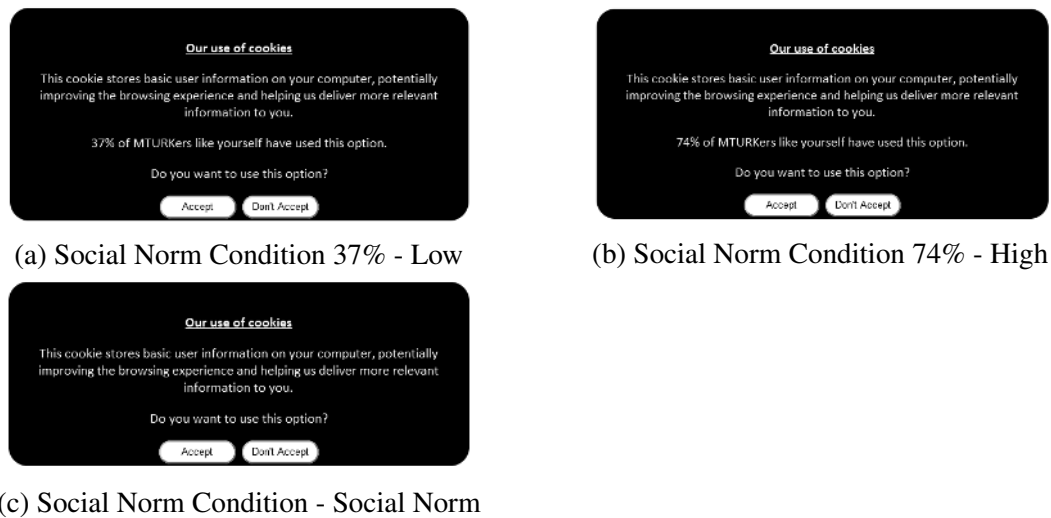 Our use of cookies
This cookie stores basic user information on your computer, potentially
improving the browsing experience and helping us deliver more relevant
information to you.
37% of MTURKers like yourself have used this option.
Do you want to use this option?
Accept Don't Accept
(a) Social Norm Condition 37% - Low
Our use of cookies
This cookie stores basic user information on your computer, potentially
improving the browsing experience and helping us deliver more relevant
information to you.
74% of MTURKers like yourself have used this option.
Do you want to use this option?
Accept Don't Accept
(b) Social Norm Condition 74% - High
Our use of cookies
This cookie stores basic user information on your computer, potentially
improving the browsing experience and helping us deliver more relevant
information to you.
Do you want to use this option?
Accept Don't Accept
(c) Social Norm Condition - Social Norm